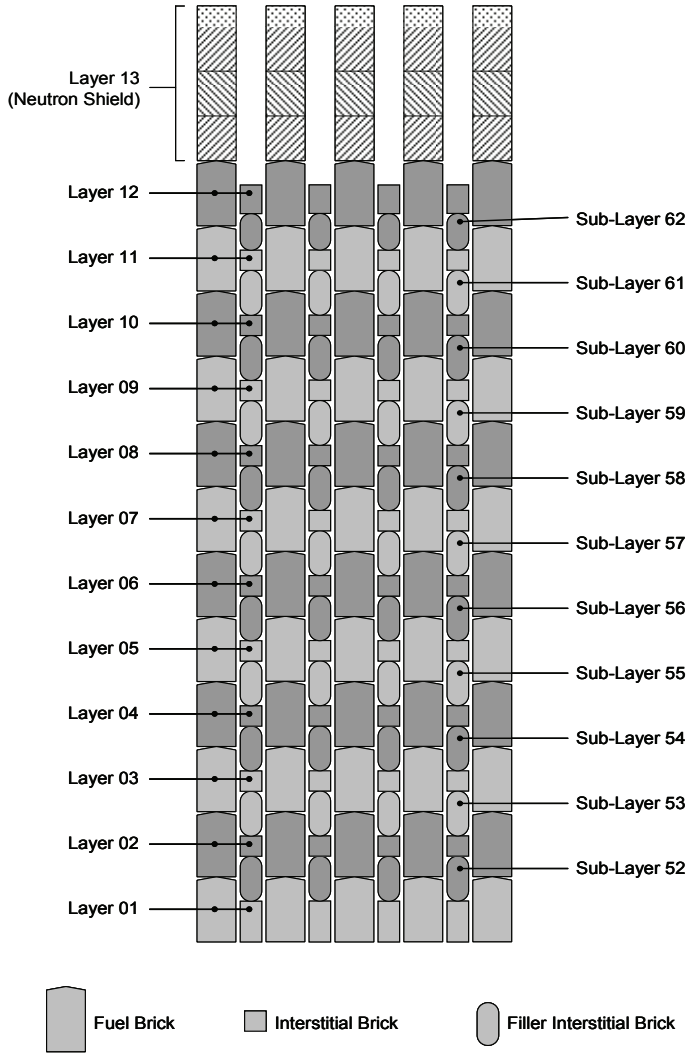 Layer 13
(Neutron Shield)
Layer 12
Sub-Layer 62
Layer 11
Sub-Layer 61
Layer 10
Sub-Layer 60
Layer 09
Sub-Layer 59
Layer 08
Sub-Layer 58
Layer 07
Sub-Layer 57
Layer 06
Sub-Layer 56
Layer 05
Sub-Layer 55
Layer 04
Sub-Layer 54
Layer 03
Sub-Layer 53
Layer 02
Sub-Layer 52
Layer 01
Fuel Brick
Interstitial Brick
Filler Interstitial Brick